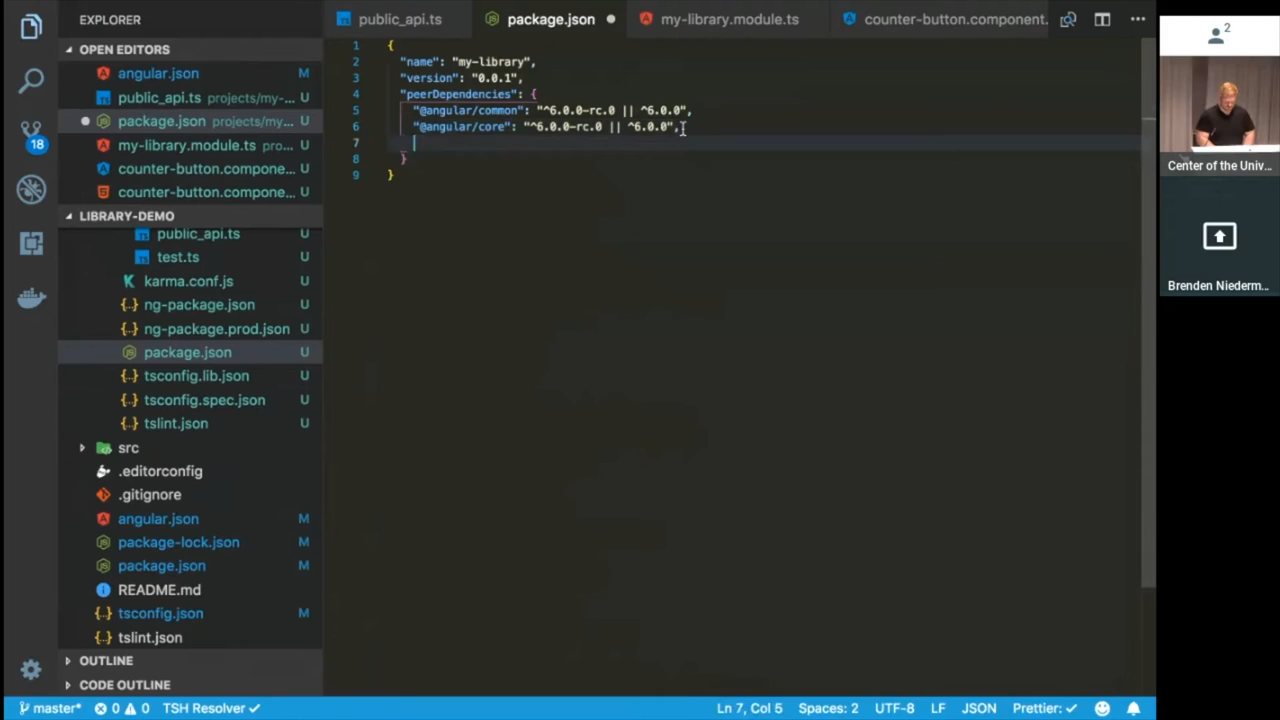 EXPLORER
OPEN EDITORS
angular.json M
public_api.ts projects/my-... U
package.json projects/my... U
my-library.module.ts pro... U
counter-button.compone... U
counter-button.compone... U
18
LIBRARY-DEMO
public_api.ts U
test.ts U
karma.conf.js U
ng-package.json U
ng-package.prod.json U
package.json U
tsconfig.lib.json U
tsconfig.spec.json U
tslint.json U
src
.editorconfig
.gitignore
angular.json M
package-lock.json M
package.json M
README.md
tsconfig.json M
tslint.json
OUTLINE
CODE OUTLINE
public_api.ts package.json my-library.module.ts counter-button.component.
1 {
2 "name": "my-library",
3 "version": "0.0.1",
4 "peerDependencies": {
5 "@angular/common": "^6.0.0-rc.0 || ^6.0.0",
6 "@angular/core": "^6.0.0-rc.0 || ^6.0.0",
7
8 }
9 }
2
Center of the Univ...
Brenden Niederm...
master* 0 0 TSH Resolver Ln 7, Col 5 Spaces: 2 UTF-8 LF JSON Prettier: